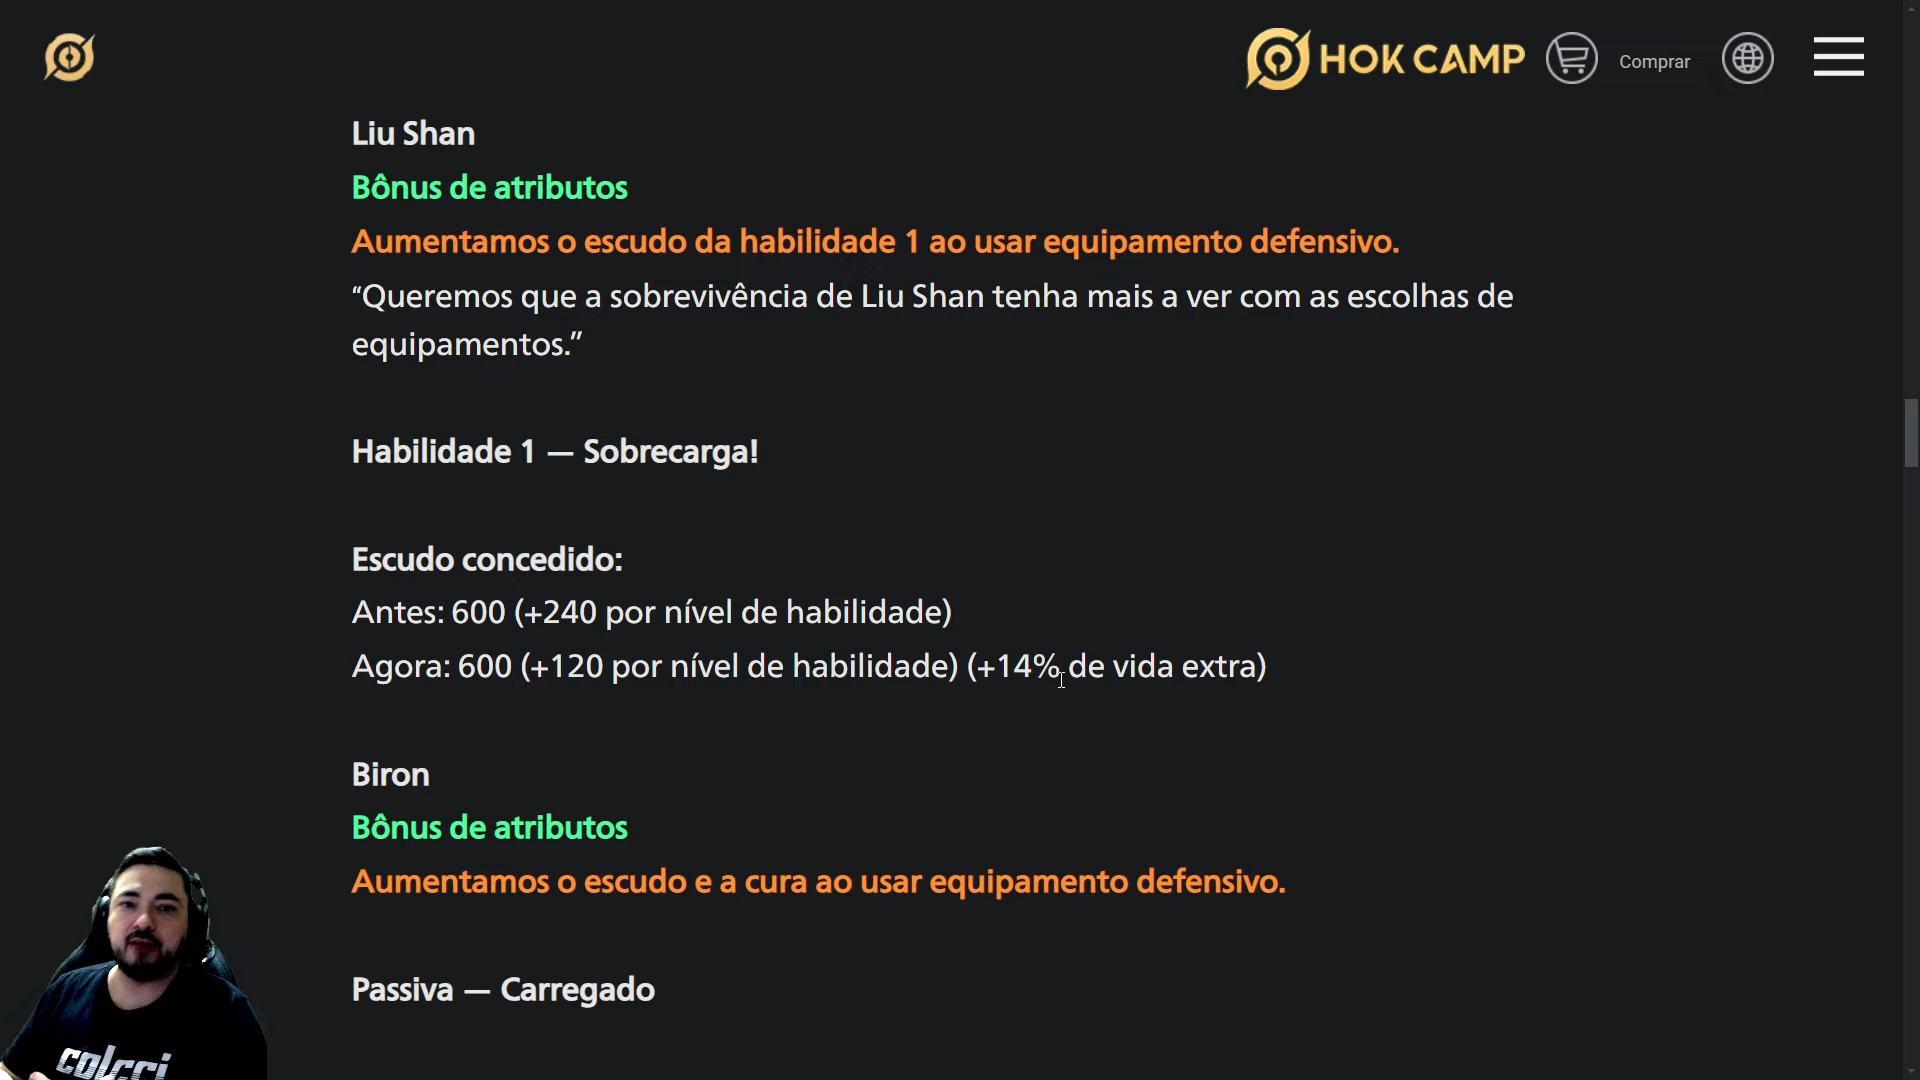 HOK CAMP
Comprar
Liu Shan
Bônus de atributos
Aumentamos o escudo da habilidade 1 ao usar equipamento defensivo.
“Queremos que a sobrevivência de Liu Shan tenha mais a ver com as escolhas de
equipamentos.”
Habilidade 1 — Sobrecarga!
Escudo concedido:
Antes: 600 (+240 por nível de habilidade)
Agora: 600 (+120 por nível de habilidade) (+14% de vida extra)
Biron
Bônus de atributos
Aumentamos o escudo e a cura ao usar equipamento defensivo.
Passiva — Carregado
colcci